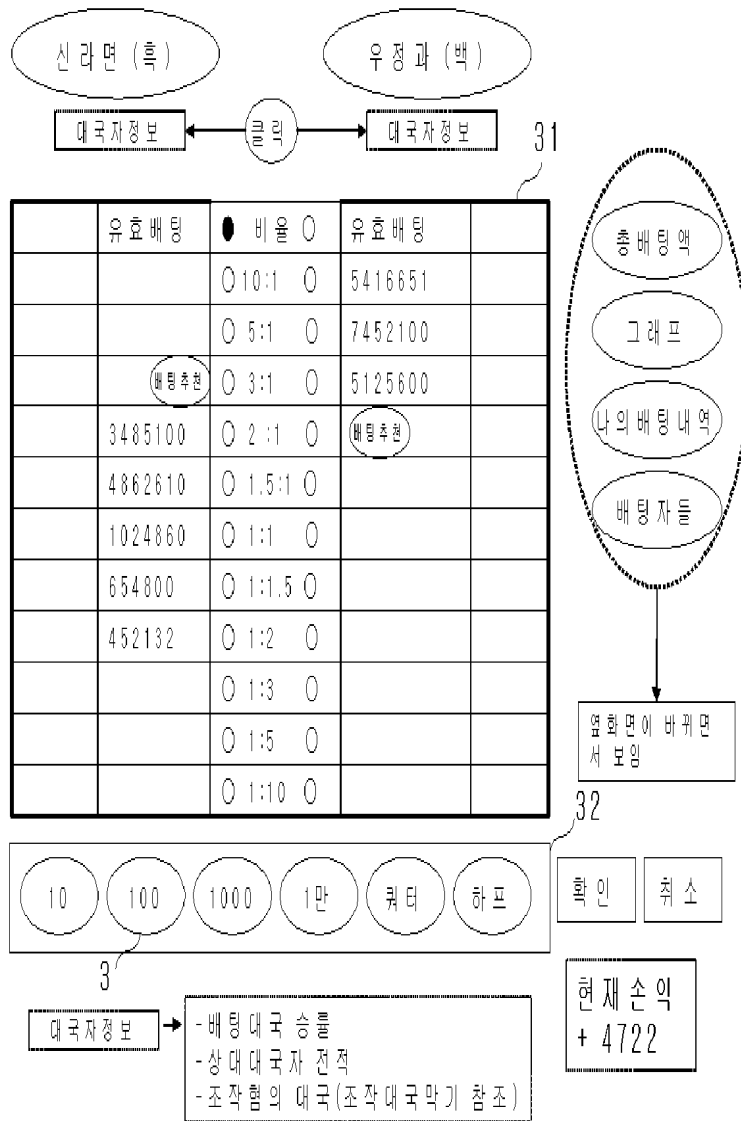 신라면 (흑) 우정과 (백)
대국자정보 클릭 대국자정보
31
유효배팅 ● 비율 ○ 유효배팅
○ 10:1 ○ 5416651
○ 5:1 ○ 7452100
배팅추천 ○ 3:1 ○ 5125600
3485100 ○ 2 :1 ○ 배팅추천
4862610 ○ 1.5:1 ○
1024860 ○ 1:1 ○
654800 ○ 1:1.5 ○
452132 ○ 1:2 ○
○ 1:3 ○
○ 1:5 ○
○ 1:10 ○
총배팅액
그래프
나의배팅내역
배팅자들
옆화면이 바뀌면
서 보임
32
10 100 1000 1만 쿼터 하프 확인 취소
3
대국자정보
-배팅대국 승률
-상대대국자 전적
-조작혐의 대국(조작대국막기 참조)
현재손익
+ 4722